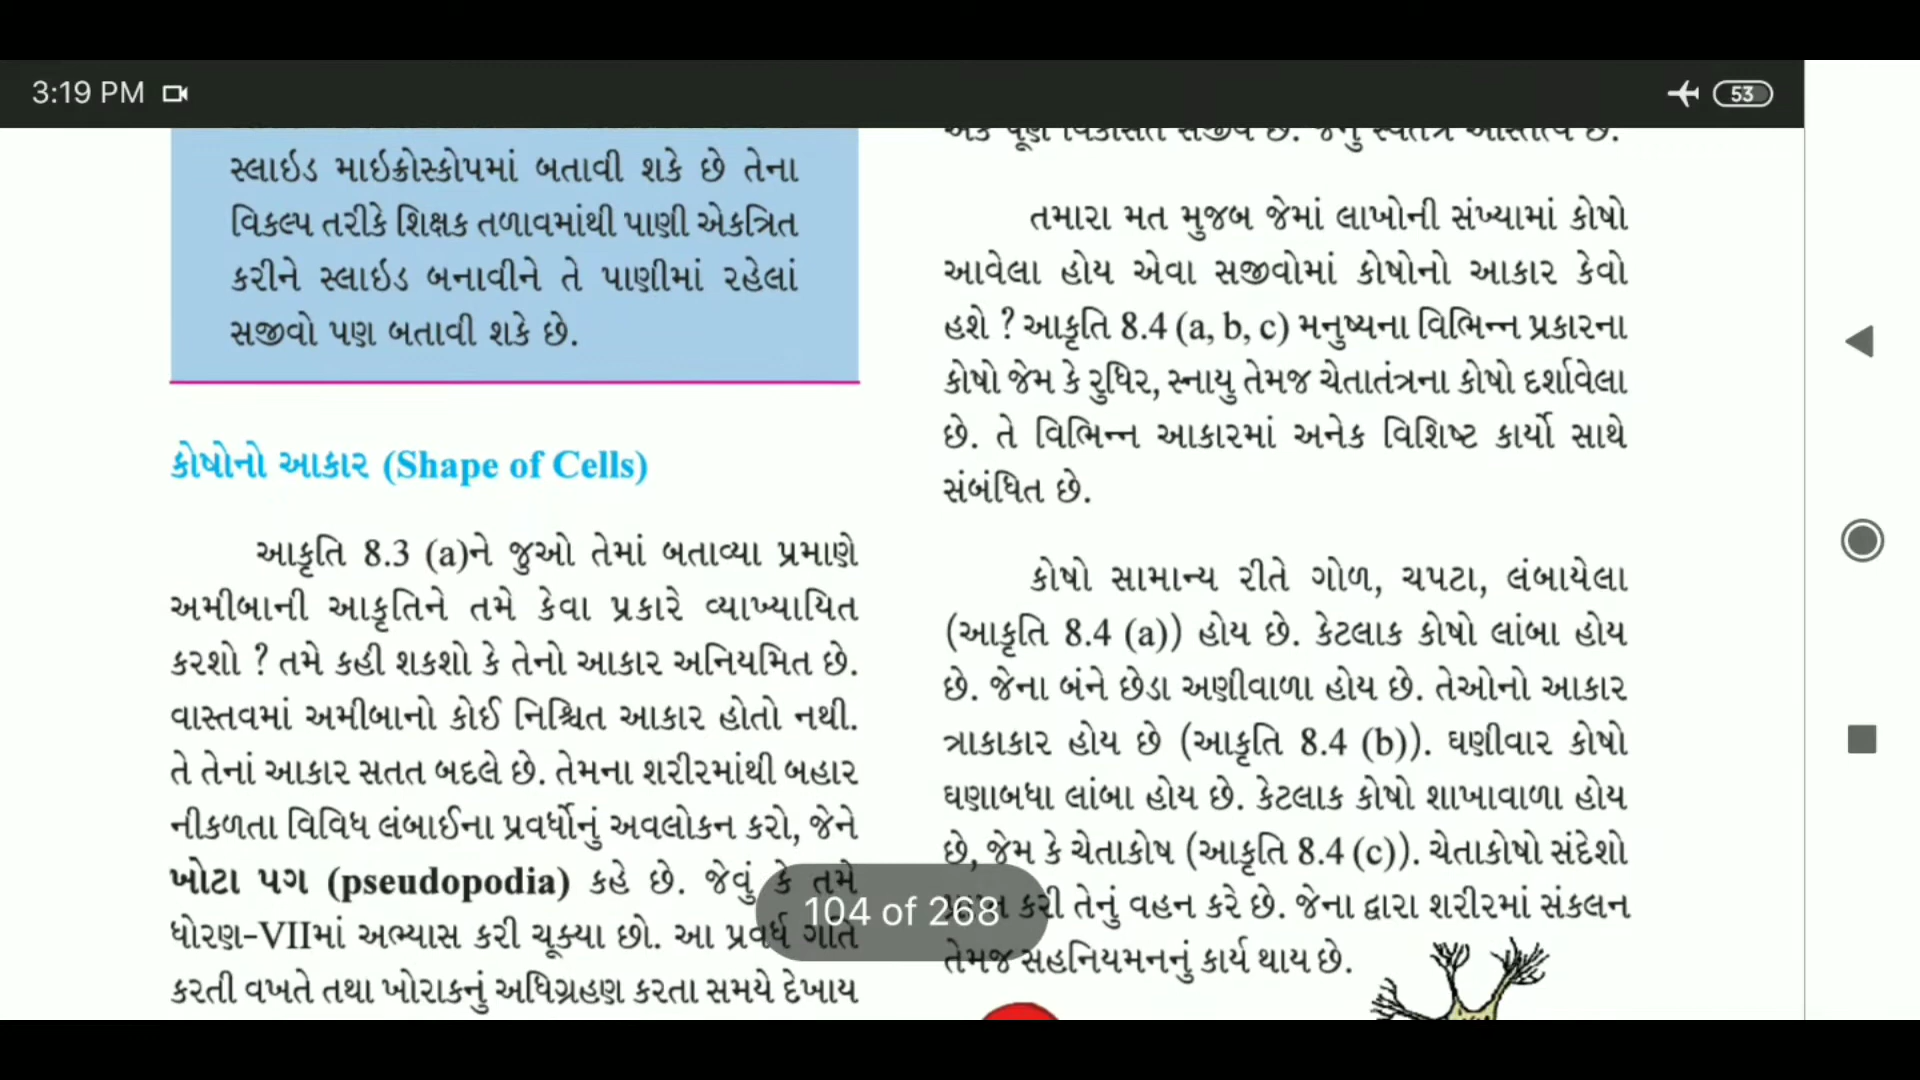 3:19 PM
53
સ્લાઇડ માઇક્રોસ્કોપમાં બતાવી શકે છે તેના
વિકલ્પ તરીકે શિક્ષક તળાવમાંથી પાણી એકત્રિત
કરીને સ્લાઇડ બનાવીને તે પાણીમાં રહેલાં
સજીવો પણ બતાવી શકે છે.
કોષોનો આકાર (Shape of Cells)
આકૃતિ 8.3 (a)ને જુઓ તેમાં બતાવ્યા પ્રમાણે
અમીબાની આકૃતિને તમે કેવા પ્રકારે વ્યાખ્યાયિત
કરશો ? તમે કહી શકશો કે તેનો આકાર અનિયમિત છે.
વાસ્તવમાં અમીબાનો કોઈ નિશ્ચિત આકાર હોતો નથી.
તે તેનાં આકાર સતત બદલે છે. તેમના શરીરમાંથી બહાર
નીકળતા વિવિધ લંબાઈના પ્રવર્ધોનું અવલોકન કરો, જેને
ખોટા પગ (pseudopodia) કહે છે. જેવું કે તમે
ધોરણ-VIIમાં અભ્યાસ કરી ચૂક્યા છો. આ પ્રવર્ધ ગતિ
કરતી વખતે તથા ખોરાકનું અધિગ્રહણ કરતા સમયે દેખાય
એક પૂર્ણ વિકસિત સજીવ છે. જેનું સ્વતંત્ર અસ્તિત્વ છે.
તમારા મત મુજબ જેમાં લાખોની સંખ્યામાં કોષો
આવેલા હોય એવા સજીવોમાં કોષોનો આકાર કેવો
હશે ? આકૃતિ 8.4 (a, b, c) મનુષ્યના વિભિન્ન પ્રકારના
કોષો જેમ કે રુધિર, સ્નાયુ તેમજ ચેતાતંત્રના કોષો દર્શાવેલા
છે. તે વિભિન્ન આકારમાં અનેક વિશિષ્ટ કાર્યો સાથે
સંબંધિત છે.
કોષો સામાન્ય રીતે ગોળ, ચપટા, લંબાયેલા
(આકૃતિ 8.4 (a)) હોય છે. કેટલાક કોષો લાંબા હોય
છે. જેના બંને છેડા અણીવાળા હોય છે. તેઓનો આકાર
ત્રાકાકાર હોય છે (આકૃતિ 8.4 (b)). ઘણીવાર કોષો
ઘણાબધા લાંબા હોય છે. કેટલાક કોષો શાખાવાળા હોય
છે, જેમ કે ચેતાકોષ (આકૃતિ 8.4 (c)). ચેતાકોષો સંદેશો
કરી તેનું વહન કરે છે. જેના દ્વારા શરીરમાં સંકલન
તેમજ સહનિયમનનું કાર્ય થાય છે.
104 of 268